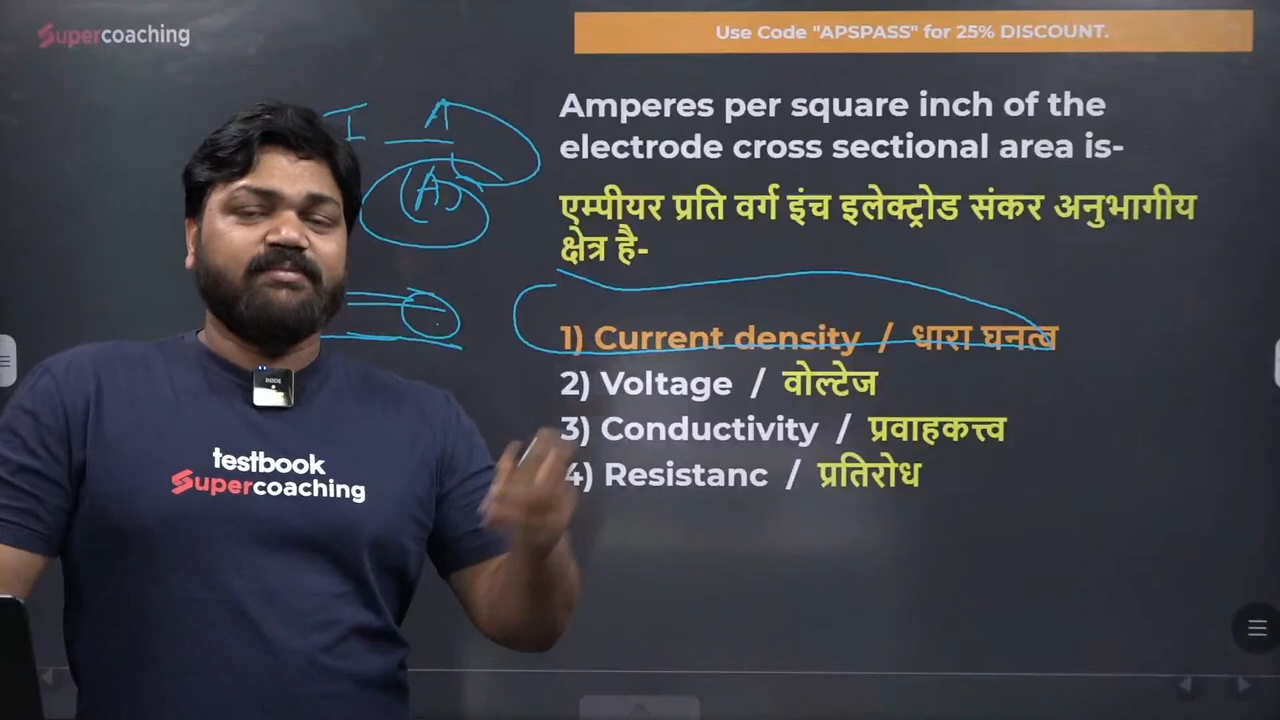 Supercoaching
Use Code "APSPASS" for 25% DISCOUNT.
I A
(A)
Amperes per square inch of the
electrode cross sectional area is-
एम्पीयर प्रति वर्ग इंच इलेक्ट्रोड संकर अनुभागीय
क्षेत्र है-
1) Current density / धारा घनत्व
2) Voltage / वोल्टेज
3) Conductivity / प्रवाहकत्त्व
4) Resistanc / प्रतिरोध
RØDE
testbook
Supercoaching